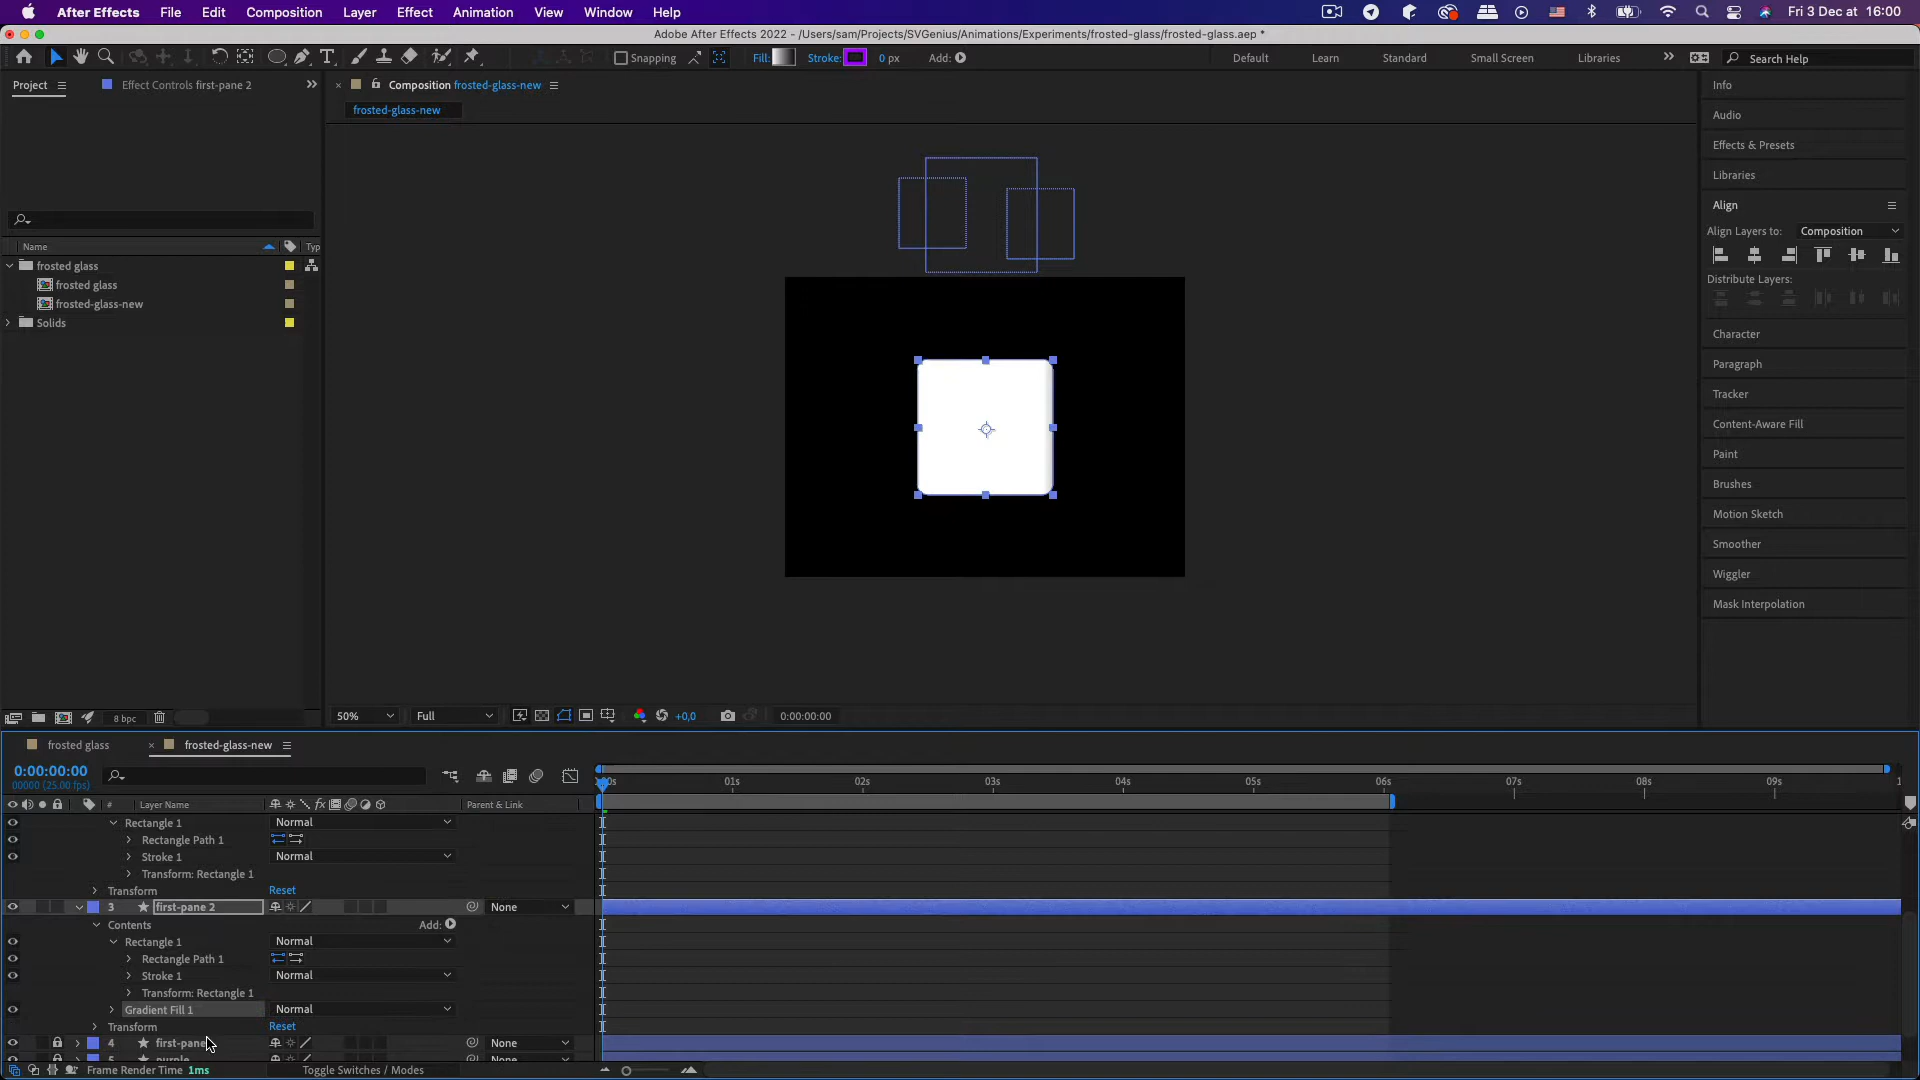 After Effects File Edit Composition Layer Effect Animation View Window Help Fri 3 Dec at 16:00
Adobe After Effects 2022 - /Users/sam/Projects/SVGenius/Animations/Experiments/frosted-glass/frosted-glass.aep *
Snapping Fill: Stroke: 0 px Add: Default Learn Standard Small Screen Libraries Search Help
Project Effect Controls first-pane 2
Composition frosted-glass-new
frosted-glass-new
Name Typ
frosted glass
frosted glass
frosted-glass-new
Solids
8 bpc
50% Full +0,0 0:00:00:00
Info
Audio
Effects & Presets
Libraries
Align
Align Layers to: Composition
Distribute Layers:
Character
Paragraph
Tracker
Content-Aware Fill
Paint
Brushes
Motion Sketch
Smoother
Wiggler
Mask Interpolation
frosted glass frosted-glass-new
0:00:00:00
00000 (25.00 fps)
01s 02s 03s 04s 05s 06s 07s 08s 09s
# Layer Name Parent & Link
Rectangle 1 Normal
Rectangle Path 1
Stroke 1 Normal
Transform: Rectangle 1
Transform Reset
3 first-pane 2 None
Contents Add:
Rectangle 1 Normal
Rectangle Path 1
Stroke 1 Normal
Transform: Rectangle 1
Gradient Fill 1 Normal
Transform Reset
4 first-pane None
5 purple None
Frame Render Time 1ms Toggle Switches / Modes